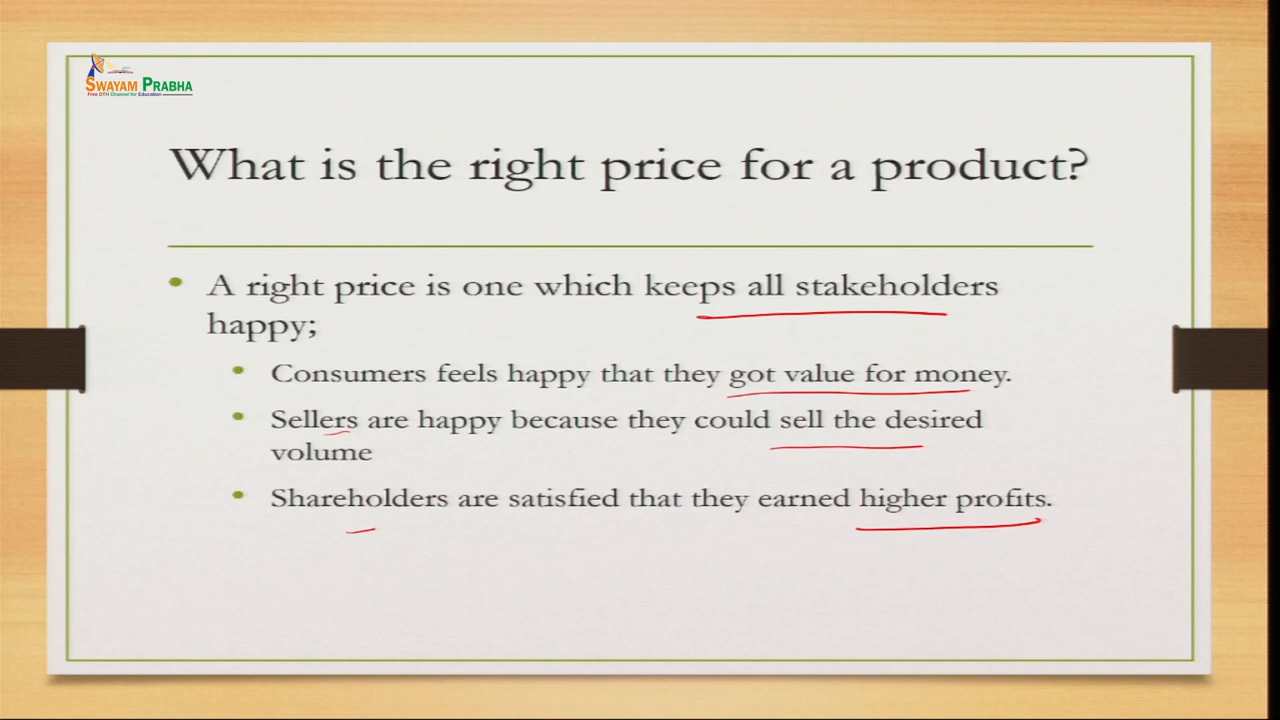 SWAYAM PRABHA
Free DTH Channel for Education
What is the right price for a product?
• A right price is one which keeps all stakeholders
happy;
• Consumers feels happy that they got value for money.
• Sellers are happy because they could sell the desired
volume
• Shareholders are satisfied that they earned higher profits.